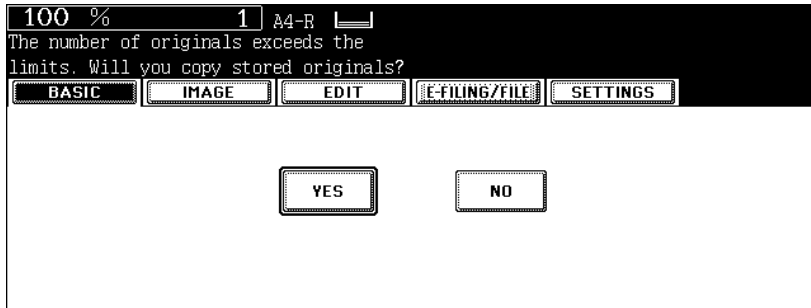 100 % 1 A4-R
The number of originals exceeds the
limits. Will you copy stored originals?
BASIC IMAGE EDIT E-FILING/FILE SETTINGS
YES NO